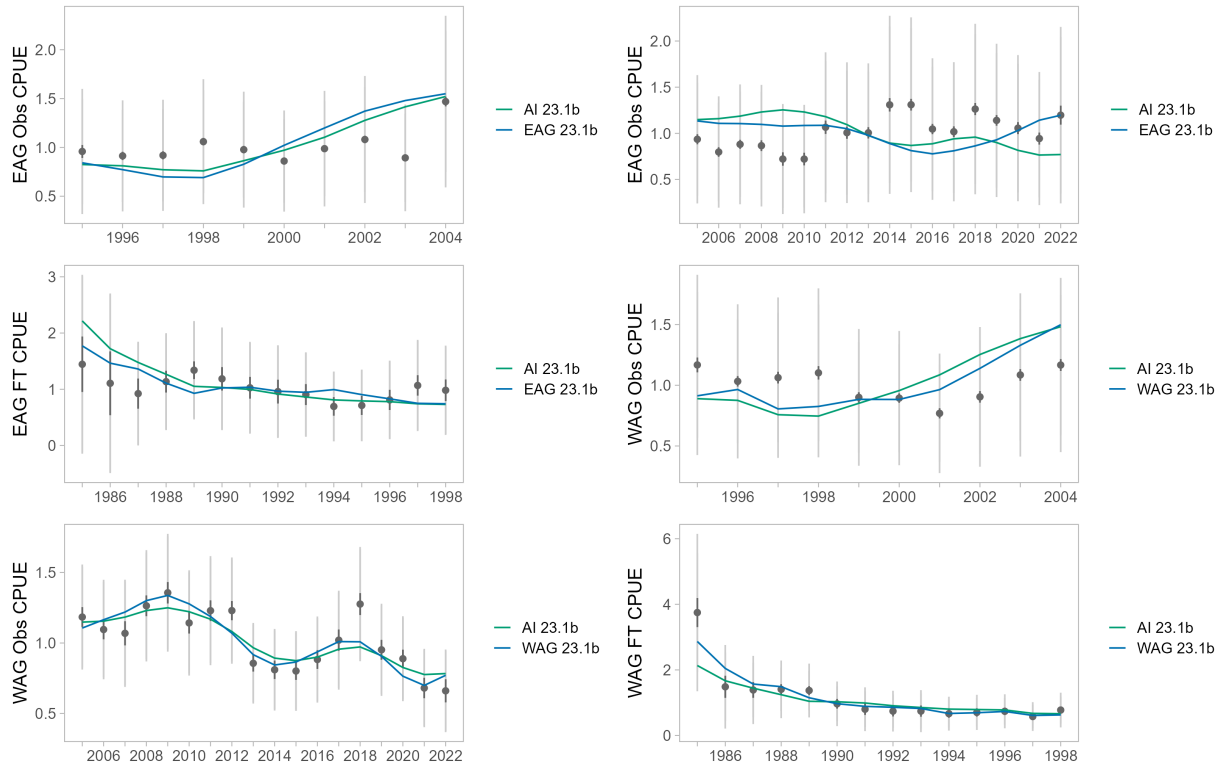 EAG Obs CPUE
2.0
1.5
1.0
0.5
1996 1998 2000 2002 2004
AI 23.1b
EAG 23.1b
EAG Obs CPUE
2.0
1.5
1.0
0.5
2006 2008 2010 2012 2014 2016 2018 2020 2022
AI 23.1b
EAG 23.1b
EAG FT CPUE
3
2
1
0
1986 1988 1990 1992 1994 1996 1998
AI 23.1b
EAG 23.1b
WAG Obs CPUE
1.5
1.0
0.5
1996 1998 2000 2002 2004
AI 23.1b
WAG 23.1b
WAG Obs CPUE
1.5
1.0
0.5
2005 2006 2008 2010 2012 2014 2016 2018 2020 2022
AI 23.1b
WAG 23.1b
WAG FT CPUE
6
4
2
0
1986 1988 1990 1992 1994 1996 1998
AI 23.1b
WAG 23.1b